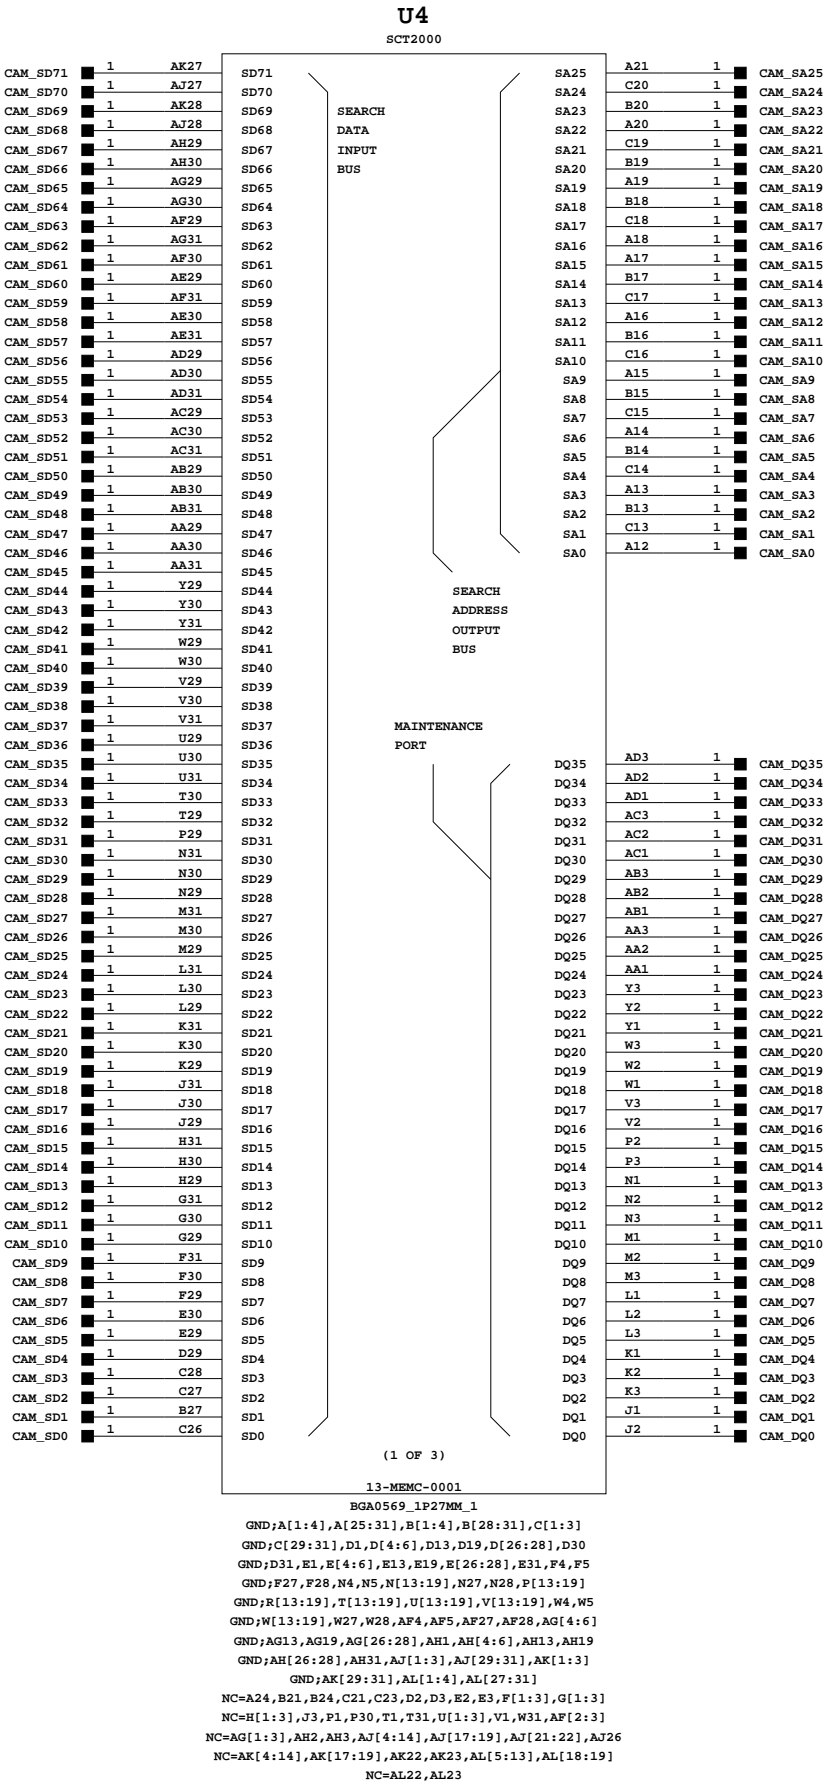 U4
SCT2000
CAM_SD71 1 AK27 SD71 SA25 A21 1 CAM_SA25
CAM_SD70 1 AJ27 SD70 SA24 C20 1 CAM_SA24
CAM_SD69 1 AK28 SD69 SEARCH SA23 B20 1 CAM_SA23
CAM_SD68 1 AJ28 SD68 DATA SA22 A20 1 CAM_SA22
CAM_SD67 1 AH29 SD67 INPUT SA21 C19 1 CAM_SA21
CAM_SD66 1 AH30 SD66 BUS SA20 B19 1 CAM_SA20
CAM_SD65 1 AG29 SD65 SA19 A19 1 CAM_SA19
CAM_SD64 1 AG30 SD64 SA18 B18 1 CAM_SA18
CAM_SD63 1 AF29 SD63 SA17 C18 1 CAM_SA17
CAM_SD62 1 AG31 SD62 SA16 A18 1 CAM_SA16
CAM_SD61 1 AF30 SD61 SA15 A17 1 CAM_SA15
CAM_SD60 1 AE29 SD60 SA14 B17 1 CAM_SA14
CAM_SD59 1 AF31 SD59 SA13 C17 1 CAM_SA13
CAM_SD58 1 AE30 SD58 SA12 A16 1 CAM_SA12
CAM_SD57 1 AE31 SD57 SA11 B16 1 CAM_SA11
CAM_SD56 1 AD29 SD56 SA10 C16 1 CAM_SA10
CAM_SD55 1 AD30 SD55 SA9 A15 1 CAM_SA9
CAM_SD54 1 AD31 SD54 SA8 B15 1 CAM_SA8
CAM_SD53 1 AC29 SD53 SA7 C15 1 CAM_SA7
CAM_SD52 1 AC30 SD52 SA6 A14 1 CAM_SA6
CAM_SD51 1 AC31 SD51 SA5 B14 1 CAM_SA5
CAM_SD50 1 AB29 SD50 SA4 C14 1 CAM_SA4
CAM_SD49 1 AB30 SD49 SA3 A13 1 CAM_SA3
CAM_SD48 1 AB31 SD48 SA2 B13 1 CAM_SA2
CAM_SD47 1 AA29 SD47 SA1 C13 1 CAM_SA1
CAM_SD46 1 AA30 SD46 SA0 A12 1 CAM_SA0
CAM_SD45 1 AA31 SD45
CAM_SD44 1 Y29 SD44 SEARCH
CAM_SD43 1 Y30 SD43 ADDRESS
CAM_SD42 1 Y31 SD42 OUTPUT
CAM_SD41 1 W29 SD41 BUS
CAM_SD40 1 W30 SD40
CAM_SD39 1 V29 SD39
CAM_SD38 1 V30 SD38
CAM_SD37 1 V31 SD37 MAINTENANCE
CAM_SD36 1 U29 SD36 PORT
CAM_SD35 1 U30 SD35 DQ35 AD3 1 CAM_DQ35
CAM_SD34 1 U31 SD34 DQ34 AD2 1 CAM_DQ34
CAM_SD33 1 T30 SD33 DQ33 AD1 1 CAM_DQ33
CAM_SD32 1 T29 SD32 DQ32 AC3 1 CAM_DQ32
CAM_SD31 1 P29 SD31 DQ31 AC2 1 CAM_DQ31
CAM_SD30 1 N31 SD30 DQ30 AC1 1 CAM_DQ30
CAM_SD29 1 N30 SD29 DQ29 AB3 1 CAM_DQ29
CAM_SD28 1 N29 SD28 DQ28 AB2 1 CAM_DQ28
CAM_SD27 1 M31 SD27 DQ27 AB1 1 CAM_DQ27
CAM_SD26 1 M30 SD26 DQ26 AA3 1 CAM_DQ26
CAM_SD25 1 M29 SD25 DQ25 AA2 1 CAM_DQ25
CAM_SD24 1 L31 SD24 DQ24 AA1 1 CAM_DQ24
CAM_SD23 1 L30 SD23 DQ23 Y3 1 CAM_DQ23
CAM_SD22 1 L29 SD22 DQ22 Y2 1 CAM_DQ22
CAM_SD21 1 K31 SD21 DQ21 Y1 1 CAM_DQ21
CAM_SD20 1 K30 SD20 DQ20 W3 1 CAM_DQ20
CAM_SD19 1 K29 SD19 DQ19 W2 1 CAM_DQ19
CAM_SD18 1 J31 SD18 DQ18 W1 1 CAM_DQ18
CAM_SD17 1 J30 SD17 DQ17 V3 1 CAM_DQ17
CAM_SD16 1 J29 SD16 DQ16 V2 1 CAM_DQ16
CAM_SD15 1 H31 SD15 DQ15 P2 1 CAM_DQ15
CAM_SD14 1 H30 SD14 DQ14 P3 1 CAM_DQ14
CAM_SD13 1 H29 SD13 DQ13 N1 1 CAM_DQ13
CAM_SD12 1 G31 SD12 DQ12 N2 1 CAM_DQ12
CAM_SD11 1 G30 SD11 DQ11 N3 1 CAM_DQ11
CAM_SD10 1 G29 SD10 DQ10 M1 1 CAM_DQ10
CAM_SD9 1 F31 SD9 DQ9 M2 1 CAM_DQ9
CAM_SD8 1 F30 SD8 DQ8 M3 1 CAM_DQ8
CAM_SD7 1 F29 SD7 DQ7 L1 1 CAM_DQ7
CAM_SD6 1 E30 SD6 DQ6 L2 1 CAM_DQ6
CAM_SD5 1 E29 SD5 DQ5 L3 1 CAM_DQ5
CAM_SD4 1 D29 SD4 DQ4 K1 1 CAM_DQ4
CAM_SD3 1 C28 SD3 DQ3 K2 1 CAM_DQ3
CAM_SD2 1 C27 SD2 DQ2 K3 1 CAM_DQ2
CAM_SD1 1 B27 SD1 DQ1 J1 1 CAM_DQ1
CAM_SD0 1 C26 SD0 DQ0 J2 1 CAM_DQ0
(1 OF 3)
13-MEMC-0001
BGA0569_1P27MM_1
GND;A[1:4],A[25:31],B[1:4],B[28:31],C[1:3]
GND;C[29:31],D1,D[4:6],D13,D19,D[26:28],D30
GND;D31,E1,E[4:6],E13,E19,E[26:28],E31,F4,F5
GND;F27,F28,N4,N5,N[13:19],N27,N28,P[13:19]
GND;R[13:19],T[13:19],U[13:19],V[13:19],W4,W5
GND;W[13:19],W27,W28,AF4,AF5,AF27,AF28,AG[4:6]
GND;AG13,AG19,AG[26:28],AH1,AH[4:6],AH13,AH19
GND;AH[26:28],AH31,AJ[1:3],AJ[29:31],AK[1:3]
GND;AK[29:31],AL[1:4],AL[27:31]
NC=A24,B21,B24,C21,C23,D2,D3,E2,E3,F[1:3],G[1:3]
NC=H[1:3],J3,P1,P30,T1,T31,U[1:3],V1,W31,AF[2:3]
NC=AG[1:3],AH2,AH3,AJ[4:14],AJ[17:19],AJ[21:22],AJ26
NC=AK[4:14],AK[17:19],AK22,AK23,AL[5:13],AL[18:19]
NC=AL22,AL23